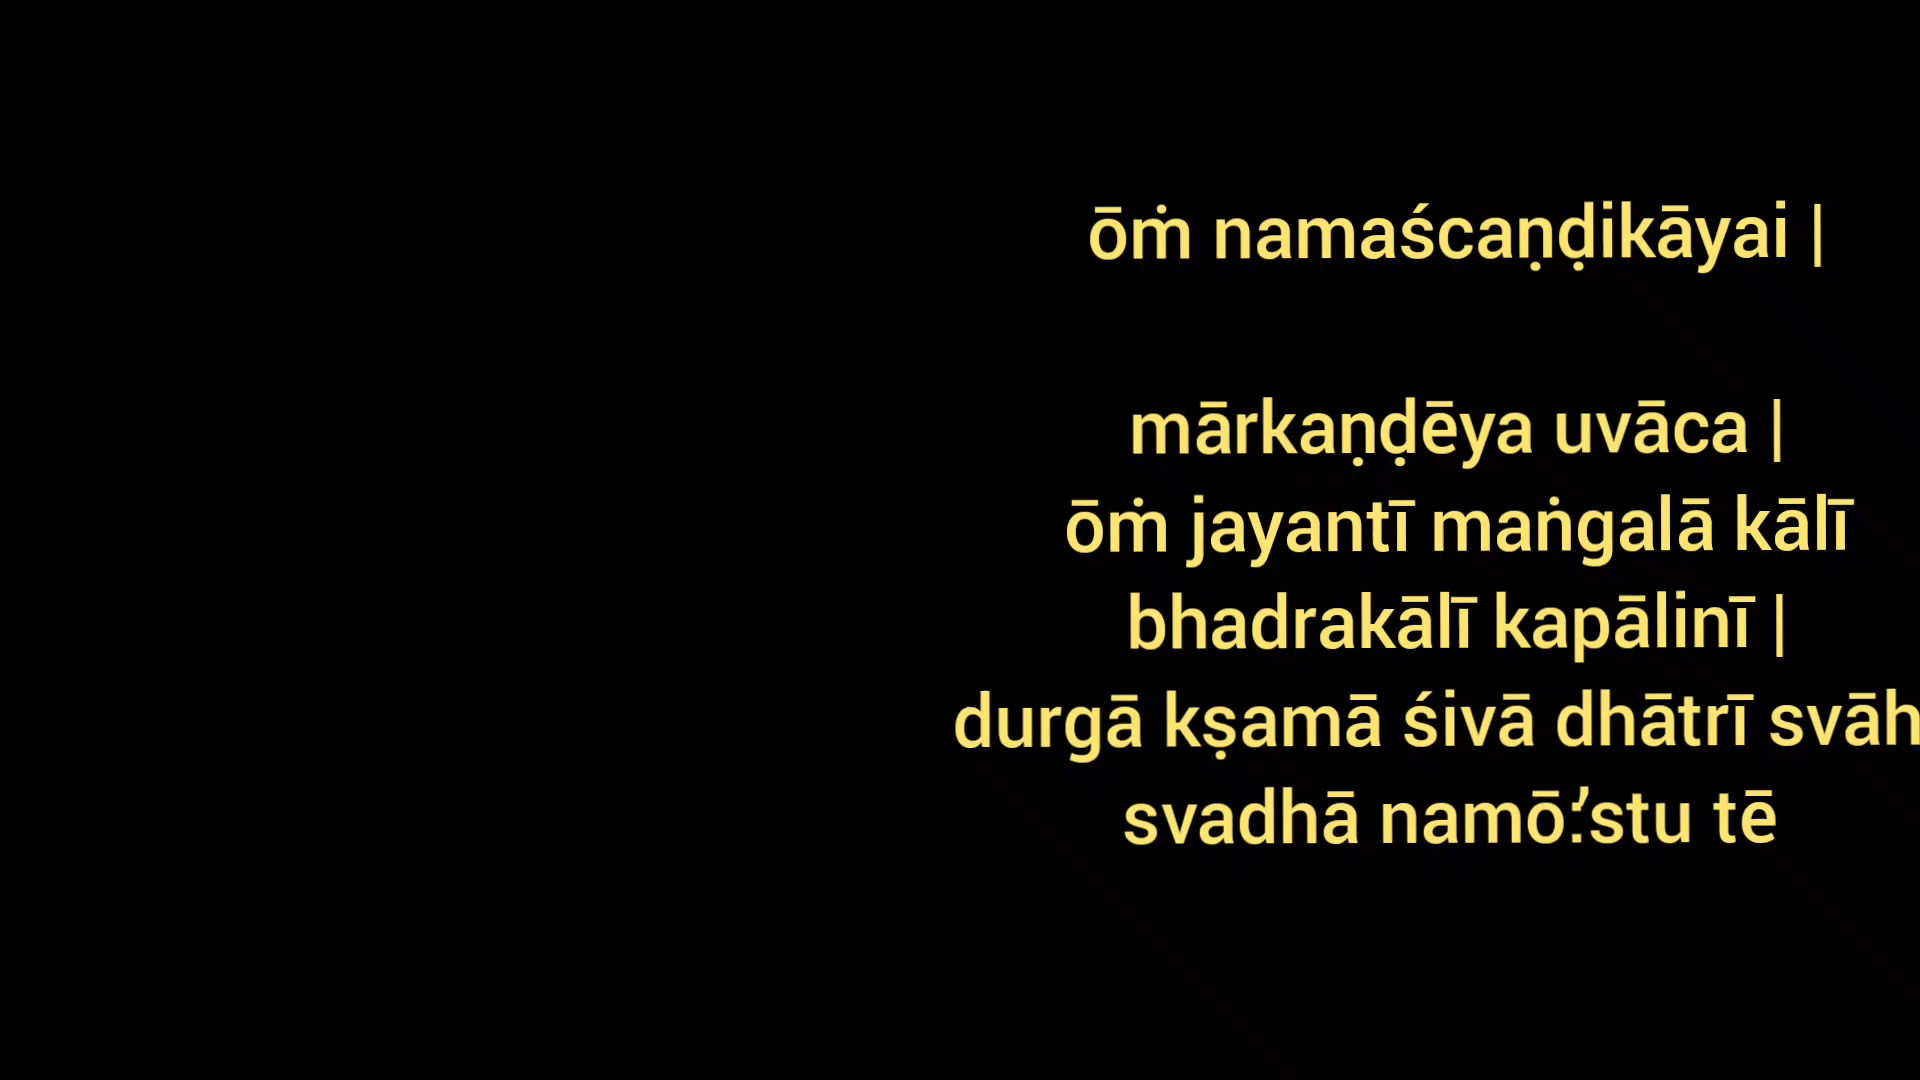 ōṁ namaścaṇḍikāyai |
mārkaṇḍēya uvāca |
ōṁ jayantī maṅgalā kālī
bhadrakālī kapālinī |
durgā kṣamā śivā dhātrī svāh
svadhā namō:’stu tē